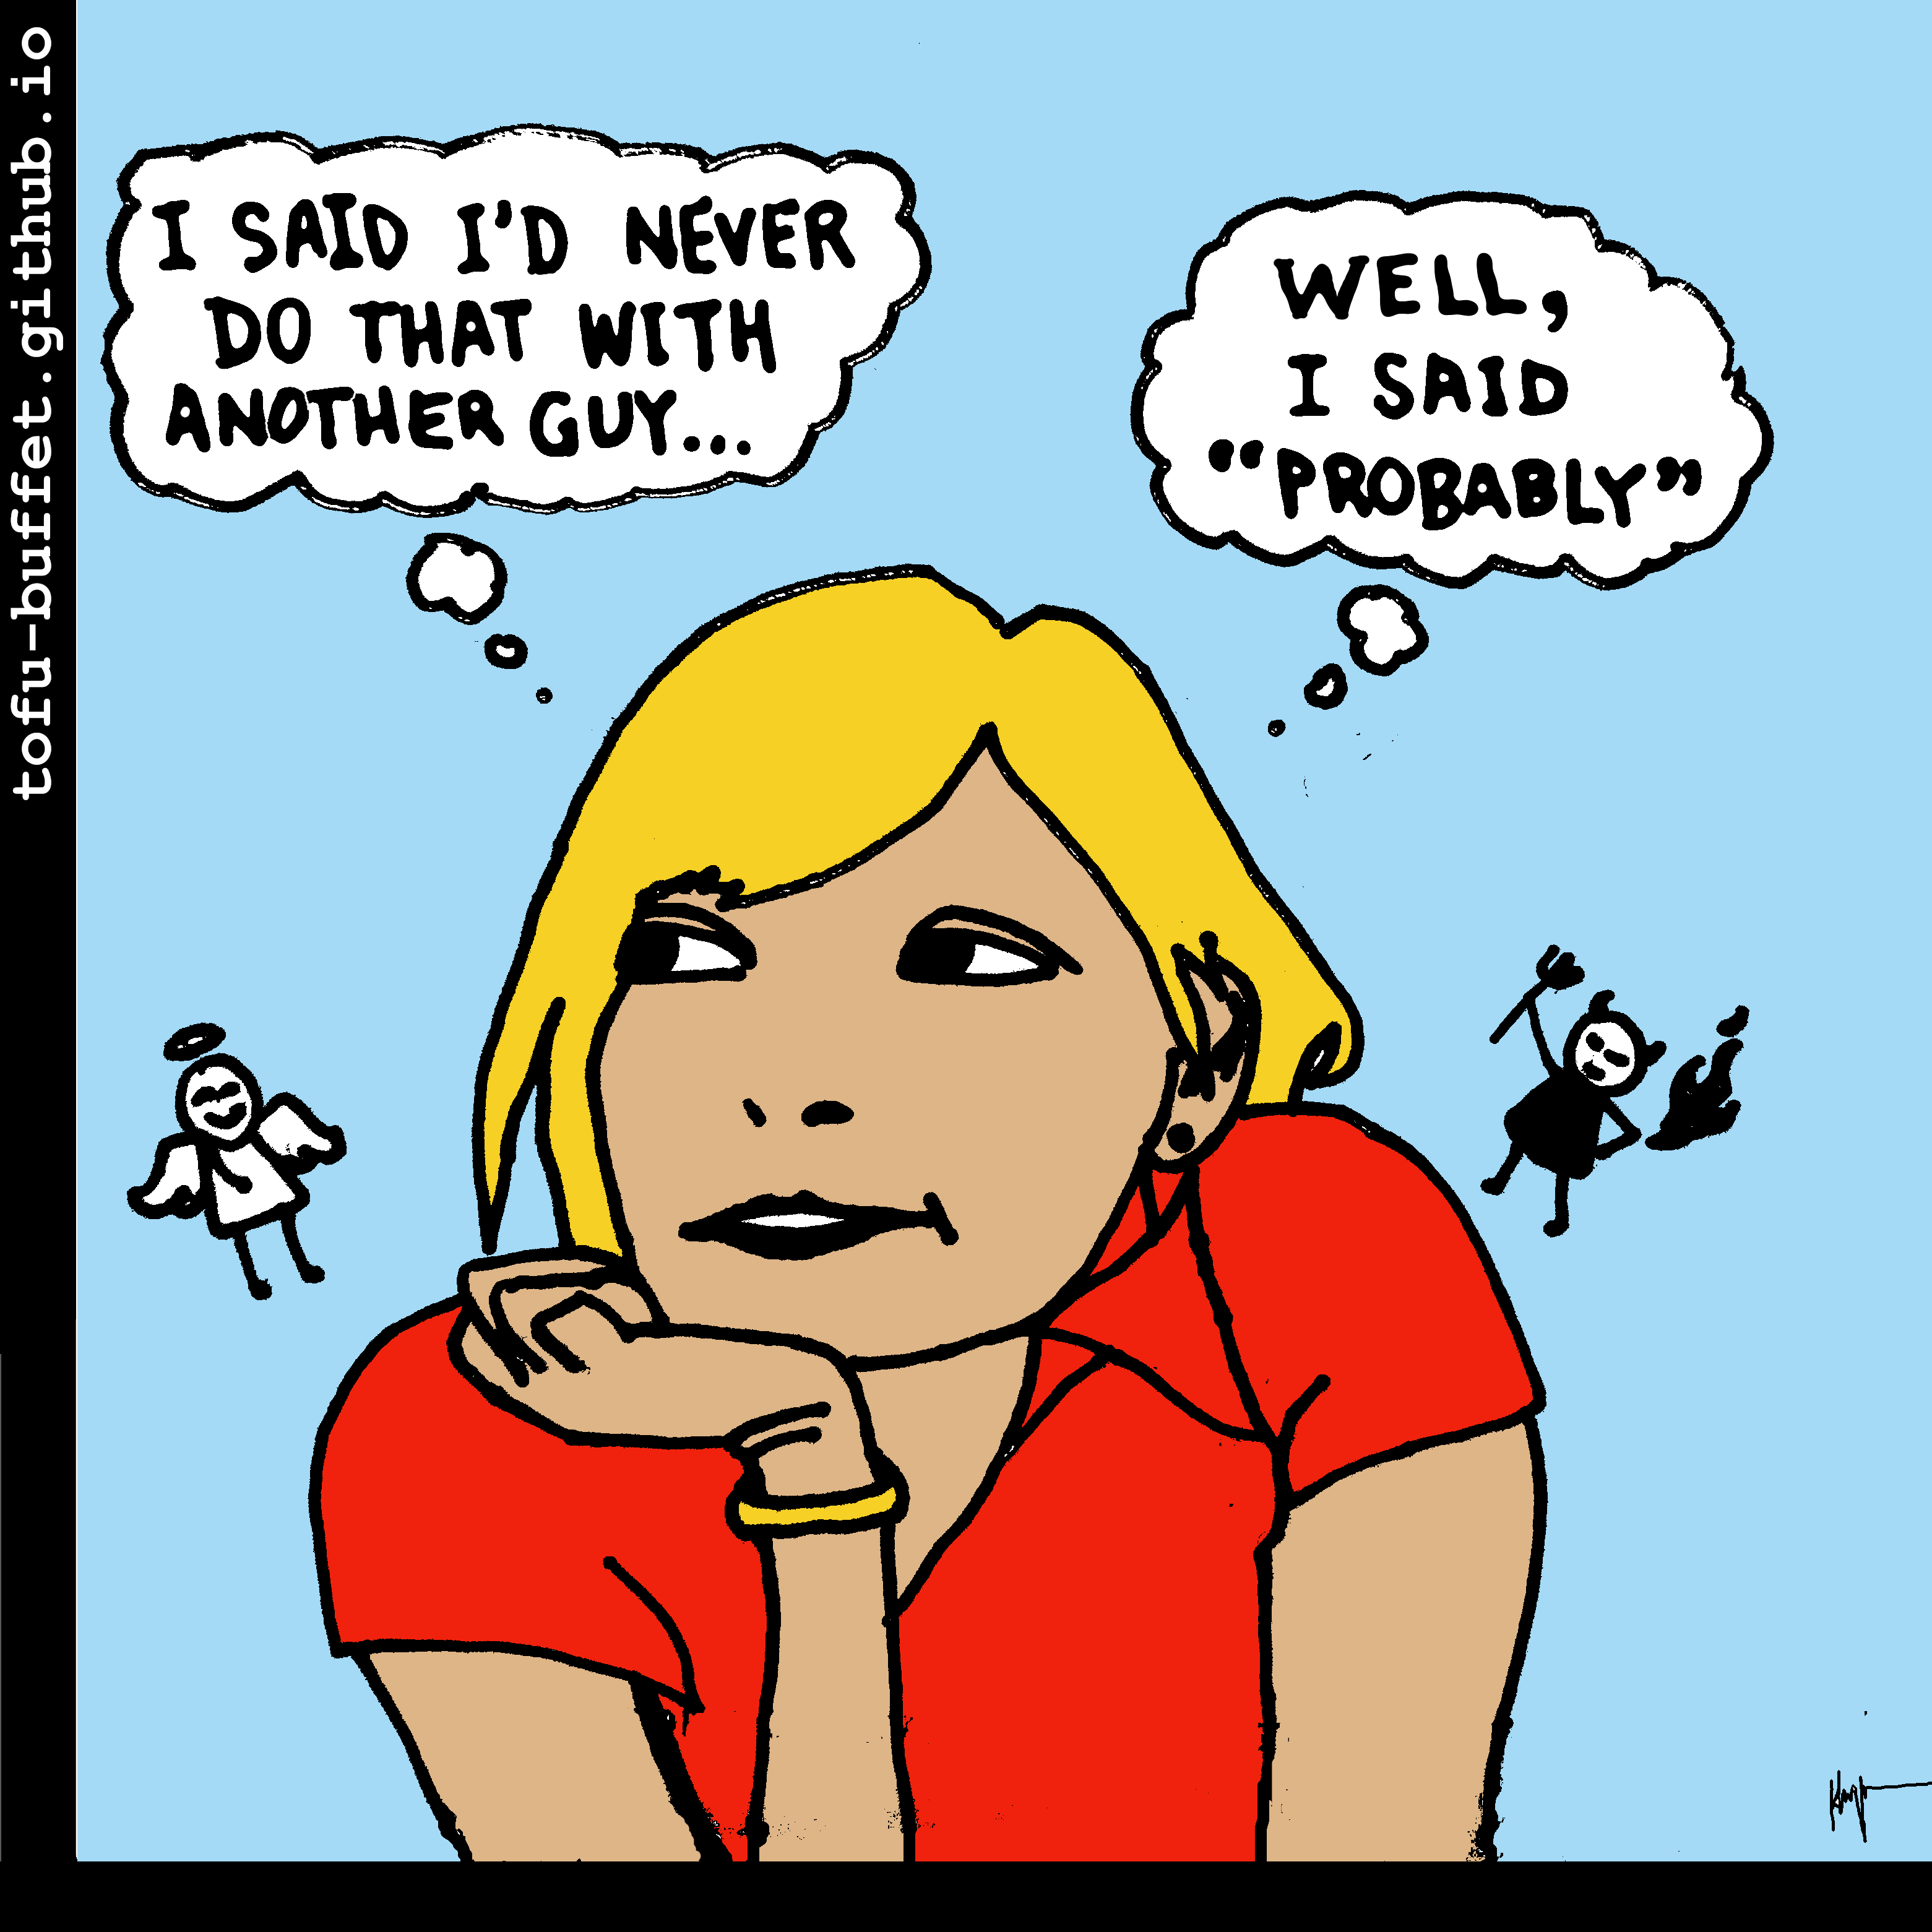 tofu-buffet.github.io
I SAID I'D NEVER
DO THAT WITH
ANOTHER GUY...
WELL,
I SAID
“PROBABLY”